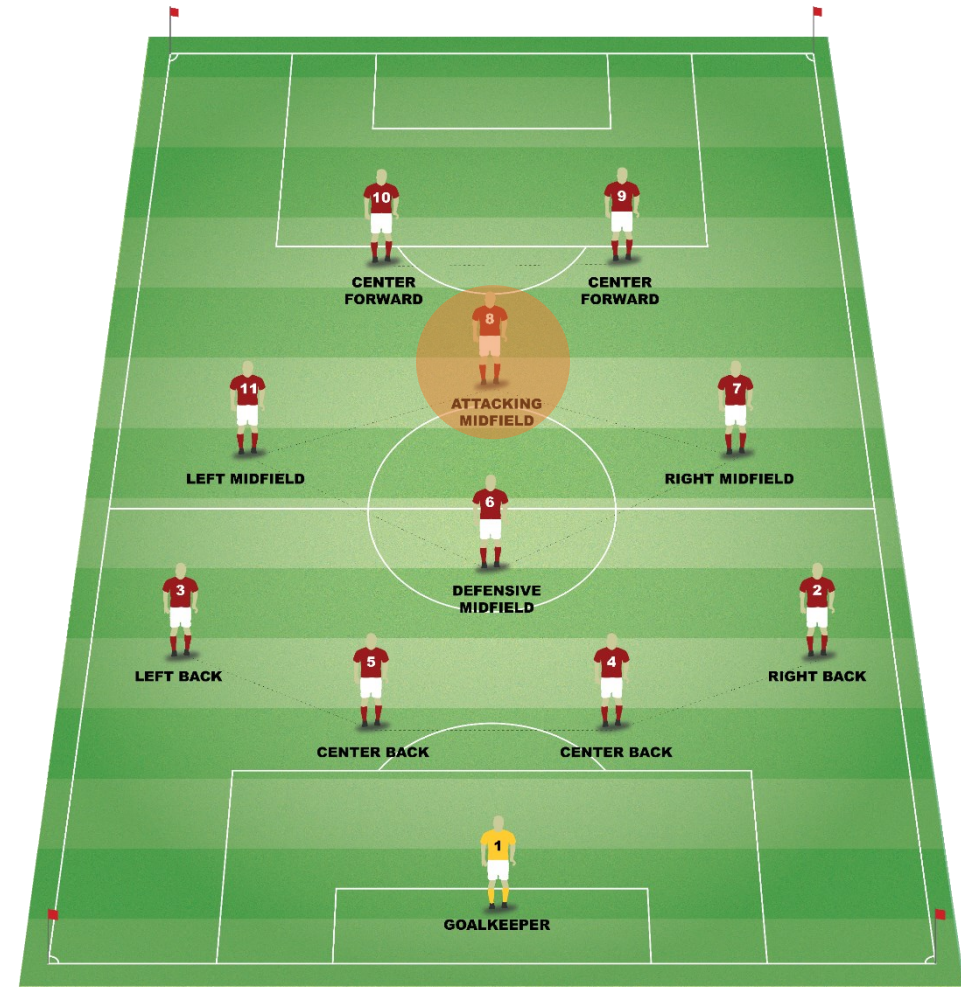 10
9
CENTER
FORWARD
CENTER
FORWARD
8
ATTACKING
MIDFIELD
11
7
LEFT MIDFIELD
RIGHT MIDFIELD
6
DEFENSIVE
MIDFIELD
3
2
LEFT BACK
RIGHT BACK
5
4
CENTER BACK
CENTER BACK
1
GOALKEEPER